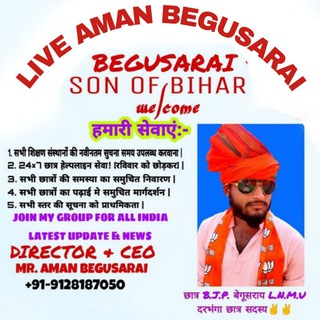 LIVE AMAN BEGUSARAI
BEGUSARAI
SON OF BIHAR
welcome
हमारी सेवाएं:-
1. सभी शिक्षण संस्थानों की नवीनतम सुचना समय उपलब्ध करवाना |
2. 24×7 छात्र हेल्पलाइन सेवा! (रविवार को छोड़कर) |
3. सभी छात्रों की समस्या का समुचित निवारण |
4. सभी छात्रों का पढ़ाई मे समुचित मार्गदर्शन |
5. सभी स्तर की सूचना को प्राथमिकता |
JOIN MY GROUP FOR ALL INDIA
LATEST UPDATE & NEWS
DIRECTOR & CEO
MR. AMAN BEGUSARAI
+91-9128187050
छात्र B.J.P. बेगूसराय L.N.M.U
दरभंगा छात्र सदस्य✌✌